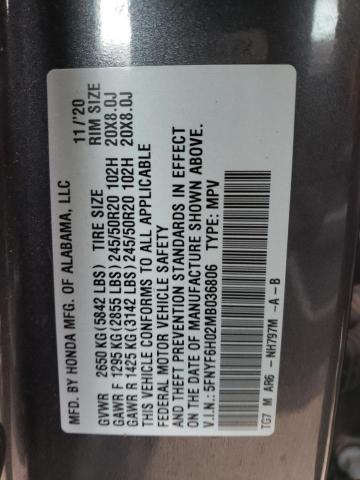 MFD. BY HONDA MFG. OF ALABAMA, LLC 11/'20
GVWR 2650 KG (5842 LBS) TIRE SIZE RIM SIZE
GAWR F 1295 KG (2855 LBS) 245/50R20 102H 20X8.0J
GAWR R 1425 KG (3142 LBS) 245/50R20 102H 20X8.0J
THIS VEHICLE CONFORMS TO ALL APPLICABLE
FEDERAL MOTOR VEHICLE SAFETY
AND THEFT PREVENTION STANDARDS IN EFFECT
ON THE DATE OF MANUFACTURE SHOWN ABOVE.
V.I.N.: 5FNYF6H02MB036806 TYPE: MPV
TG7 M AR6 -NH797M -A -B